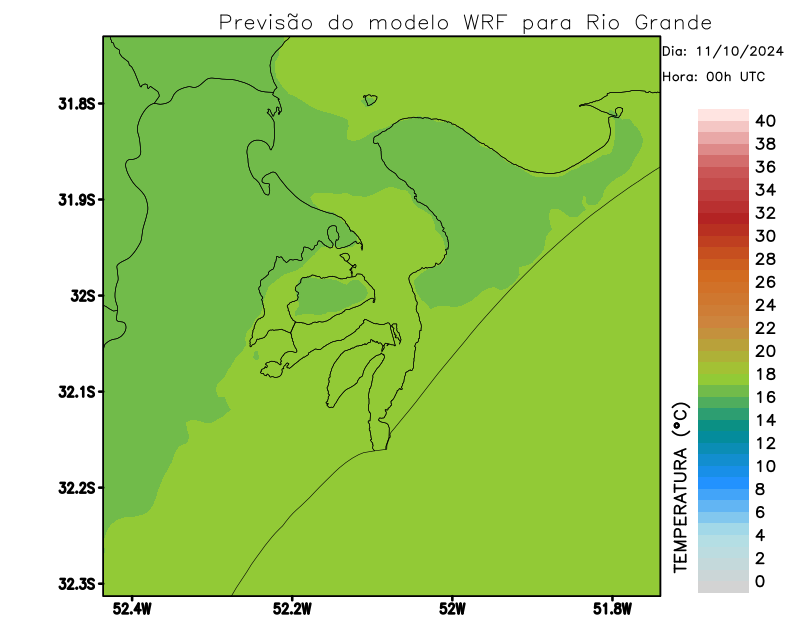 Previsão do modelo WRF para Rio Grande
Dia: 11/10/2024
Hora: 00h UTC
31.8S
31.9S
32S
32.1S
32.2S
32.3S
52.4W
52.2W
52W
51.8W
TEMPERATURA (°C)
40
38
36
34
32
30
28
26
24
22
20
18
16
14
12
10
8
6
4
2
0